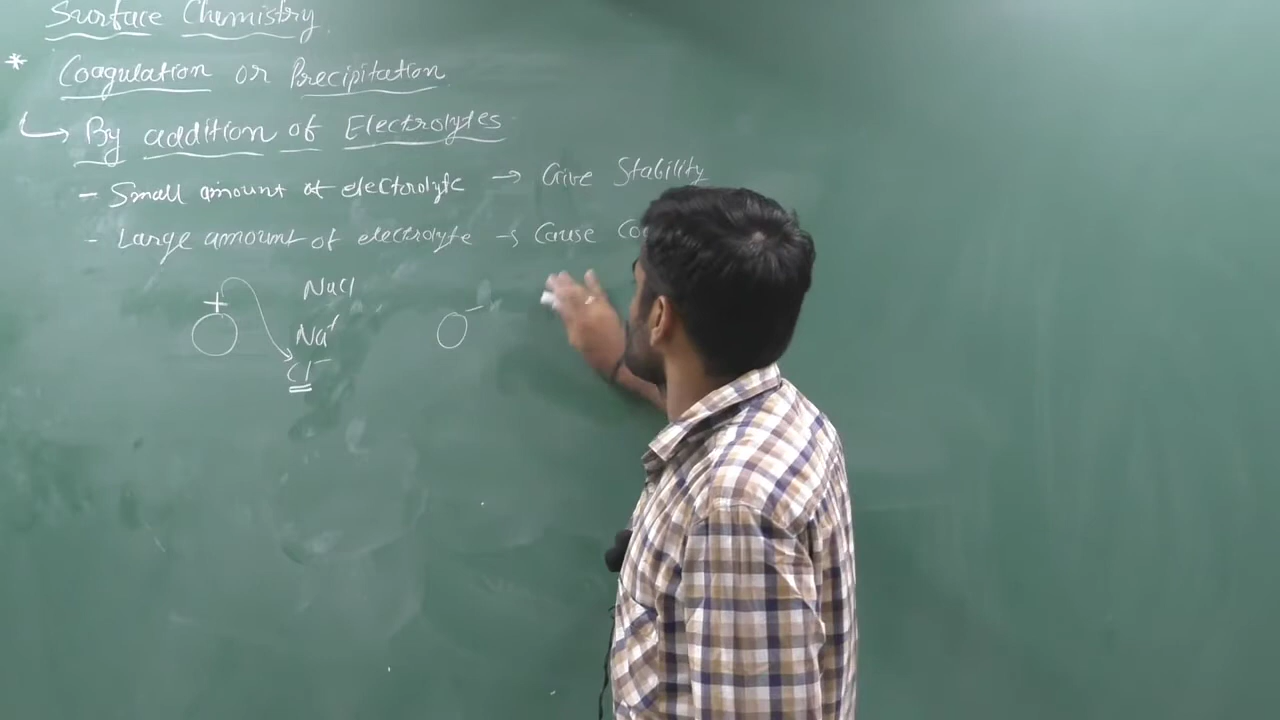 Surface Chemistry
* Coagulation or Precipitation
By addition of Electrolytes
- Small amount of electrolyte → Give Stability
- Large amount of electrolyte → Cause
+ NaCl
Na+
Cl-
-